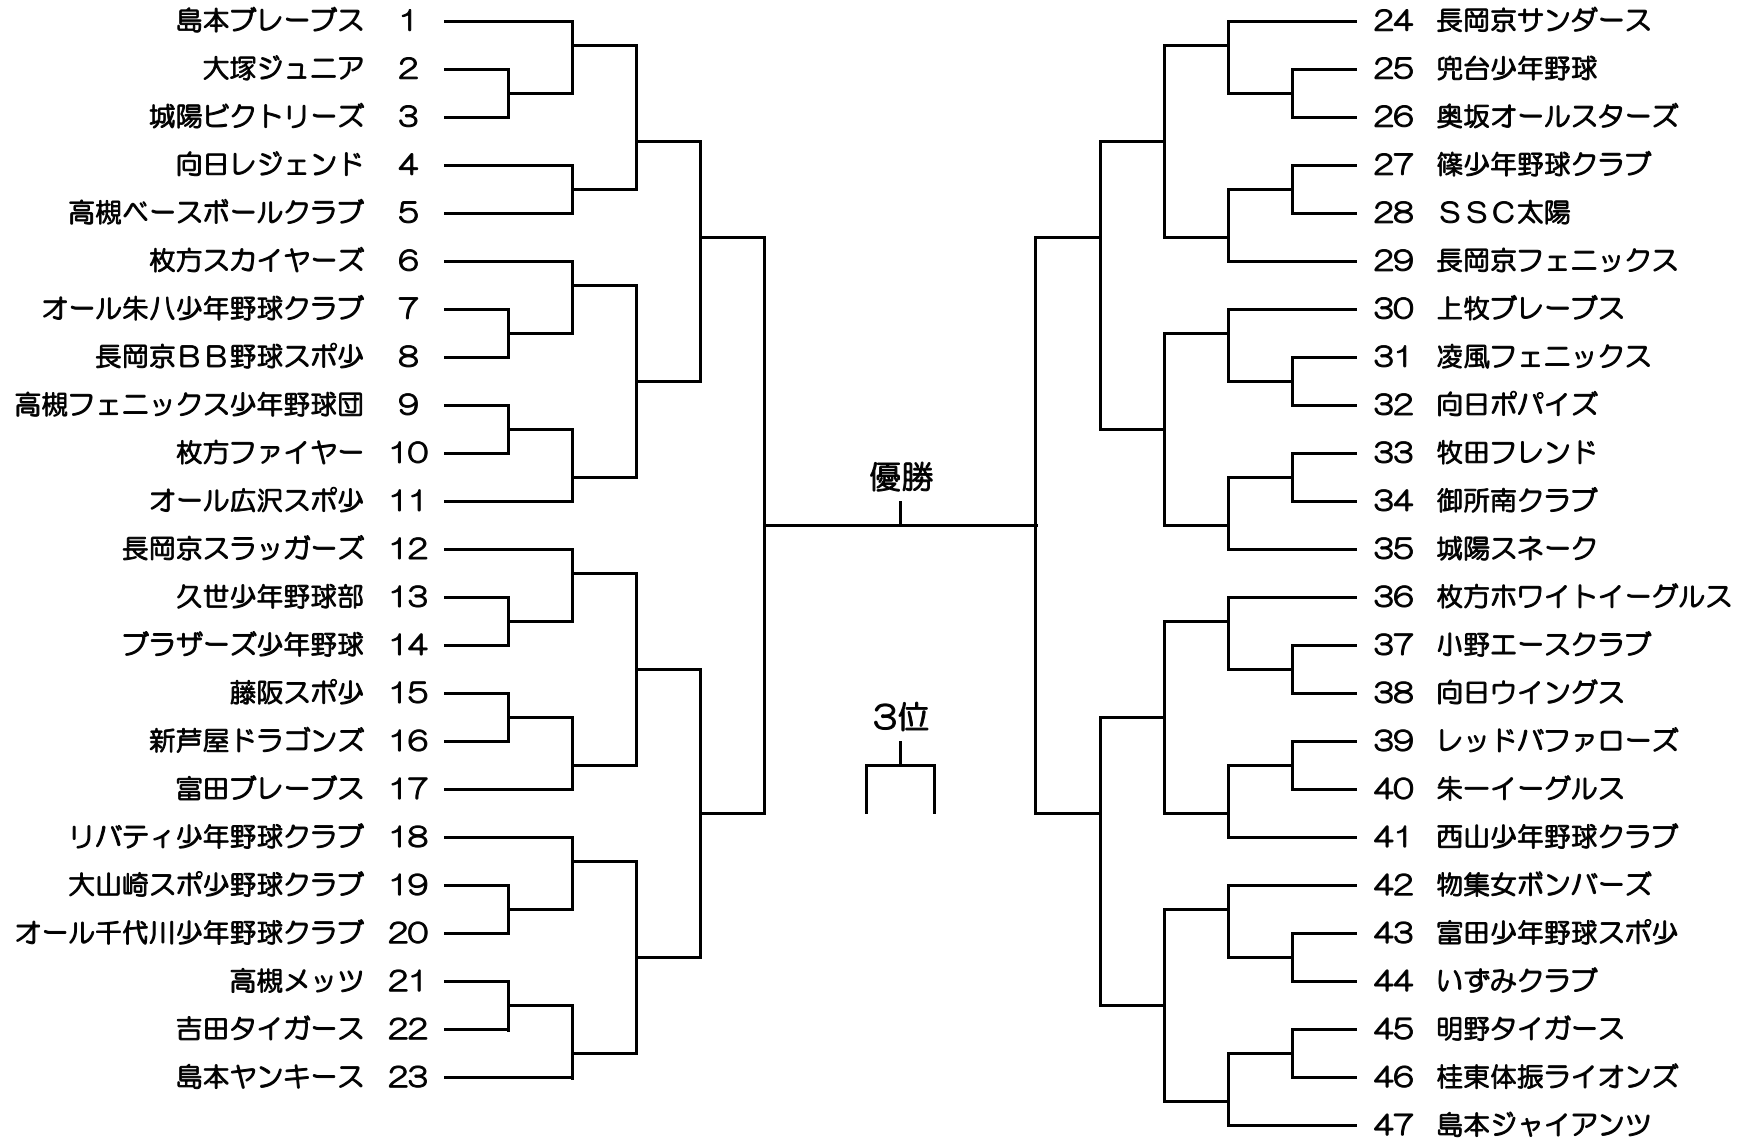 島本ブレーブス 1
大塚ジュニア 2
城陽ビクトリーズ 3
向日レジェンド 4
高槻ベースボールクラブ 5
枚方スカイヤーズ 6
オール朱八少年野球クラブ 7
長岡京ＢＢ野球スポ少 8
高槻フェニックス少年野球団 9
枚方ファイヤー 10
オール広沢スポ少 11
長岡京スラッガーズ 12
久世少年野球部 13
ブラザーズ少年野球 14
藤阪スポ少 15
新芦屋ドラゴンズ 16
富田ブレーブス 17
リバティ少年野球クラブ 18
大山崎スポ少野球クラブ 19
オール千代川少年野球クラブ 20
高槻メッツ 21
吉田タイガース 22
島本ヤンキース 23
優勝
3位
24 長岡京サンダース
25 兜台少年野球
26 奥坂オールスターズ
27 篠少年野球クラブ
28 ＳＳＣ太陽
29 長岡京フェニックス
30 上牧ブレーブス
31 凌風フェニックス
32 向日ポパイズ
33 牧田フレンド
34 御所南クラブ
35 城陽スネーク
36 枚方ホワイトイーグルス
37 小野エースクラブ
38 向日ウイングス
39 レッドバファローズ
40 朱一イーグルス
41 西山少年野球クラブ
42 物集女ボンバーズ
43 富田少年野球スポ少
44 いずみクラブ
45 明野タイガース
46 桂東体振ライオンズ
47 島本ジャイアンツ